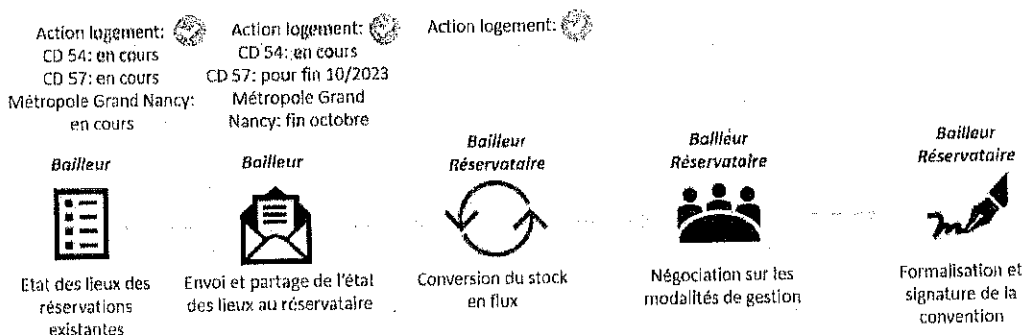 Action logement:
CD 54: en cours
CD 57: en cours
Métropole Grand Nancy:
en cours
Action logement:
CD 54: en cours
CD 57: pour fin 10/2023
Métropole Grand
Nancy: fin octobre
Action logement:
Bailleur
Etat des lieux des
réservations
existantes
Bailleur
Envoi et partage de l'état
des lieux au réservataire
Bailleur
Réservataire
Conversion du stock
en flux
Bailleur
Réservataire
Négociation sur les
modalités de gestion
Bailleur
Réservataire
Formalisation et
signature de la
convention